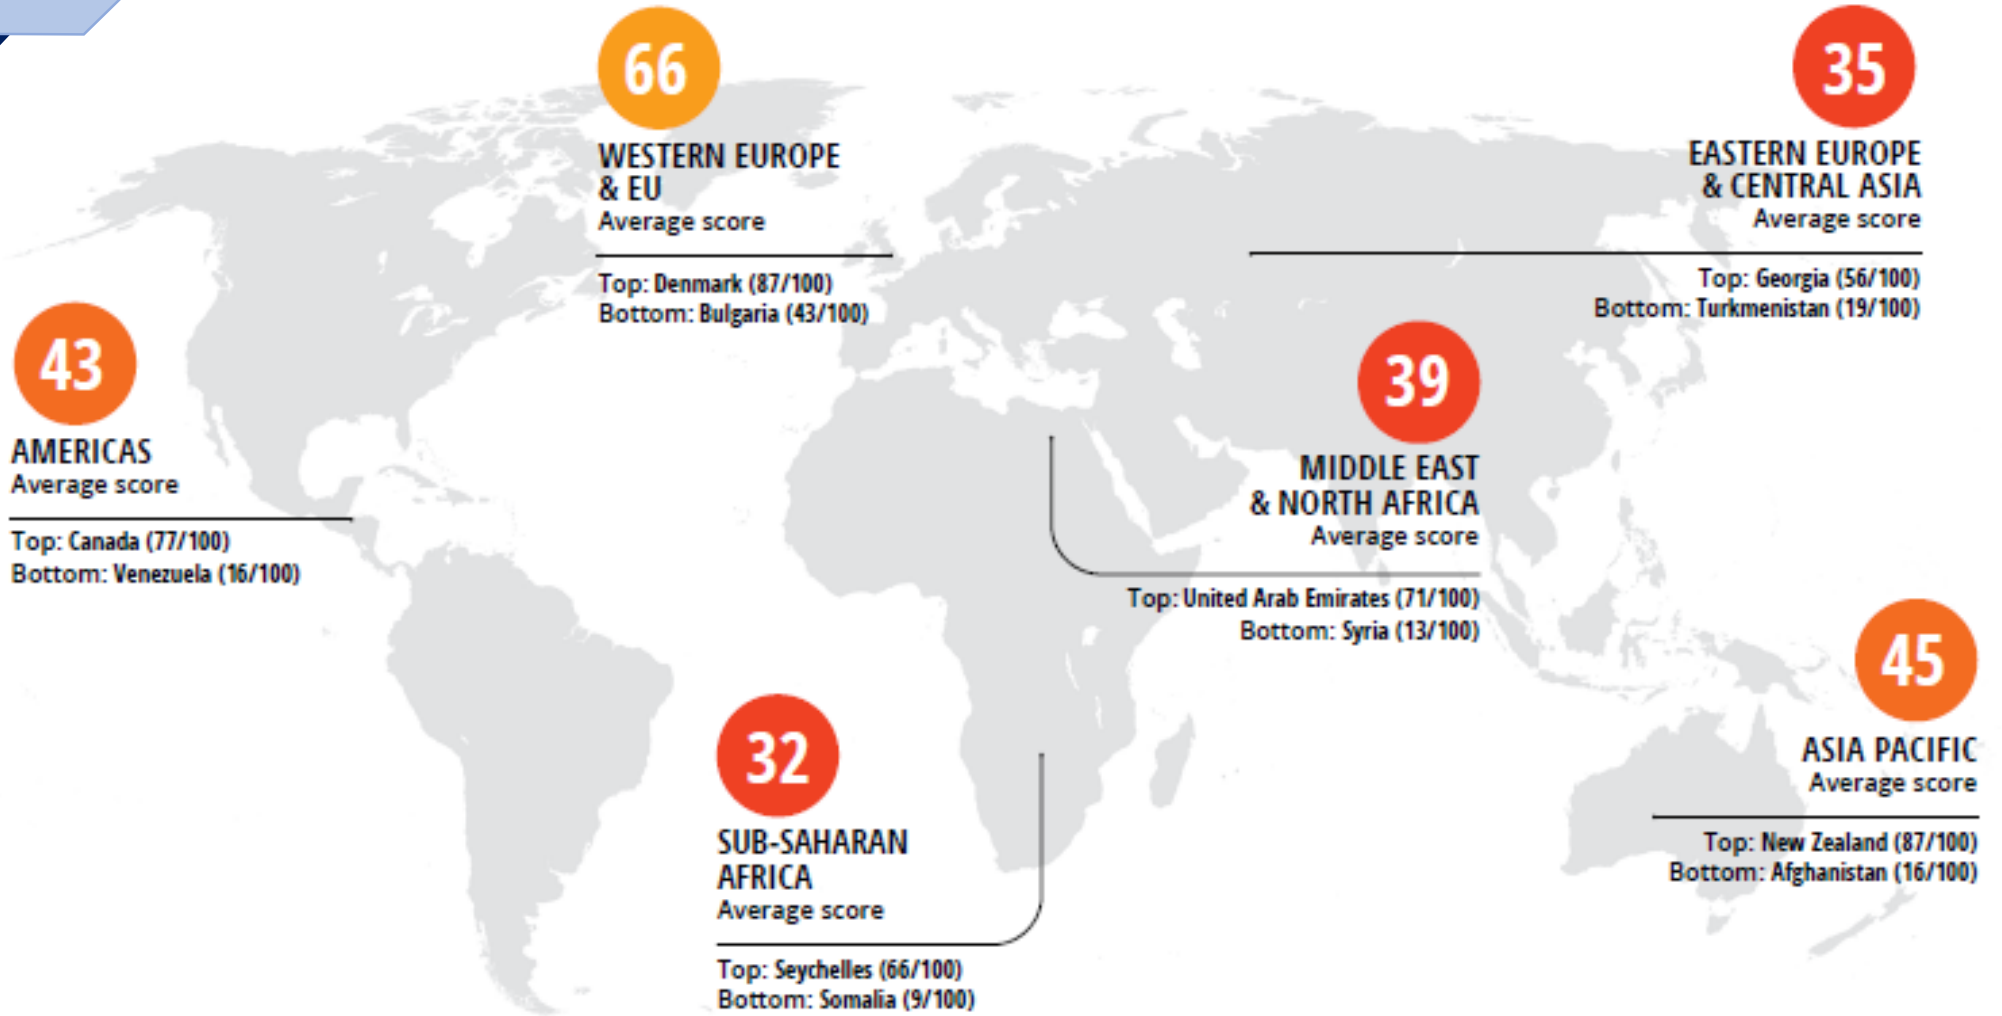 66
WESTERN EUROPE
& EU
Average score
Top: Denmark (87/100)
Bottom: Bulgaria (43/100)
35
EASTERN EUROPE
& CENTRAL ASIA
Average score
Top: Georgia (56/100)
Bottom: Turkmenistan (19/100)
43
AMERICAS
Average score
Top: Canada (77/100)
Bottom: Venezuela (16/100)
39
MIDDLE EAST
& NORTH AFRICA
Average score
Top: United Arab Emirates (71/100)
Bottom: Syria (13/100)
32
SUB-SAHARAN
AFRICA
Average score
Top: Seychelles (66/100)
Bottom: Somalia (9/100)
45
ASIA PACIFIC
Average score
Top: New Zealand (87/100)
Bottom: Afghanistan (16/100)